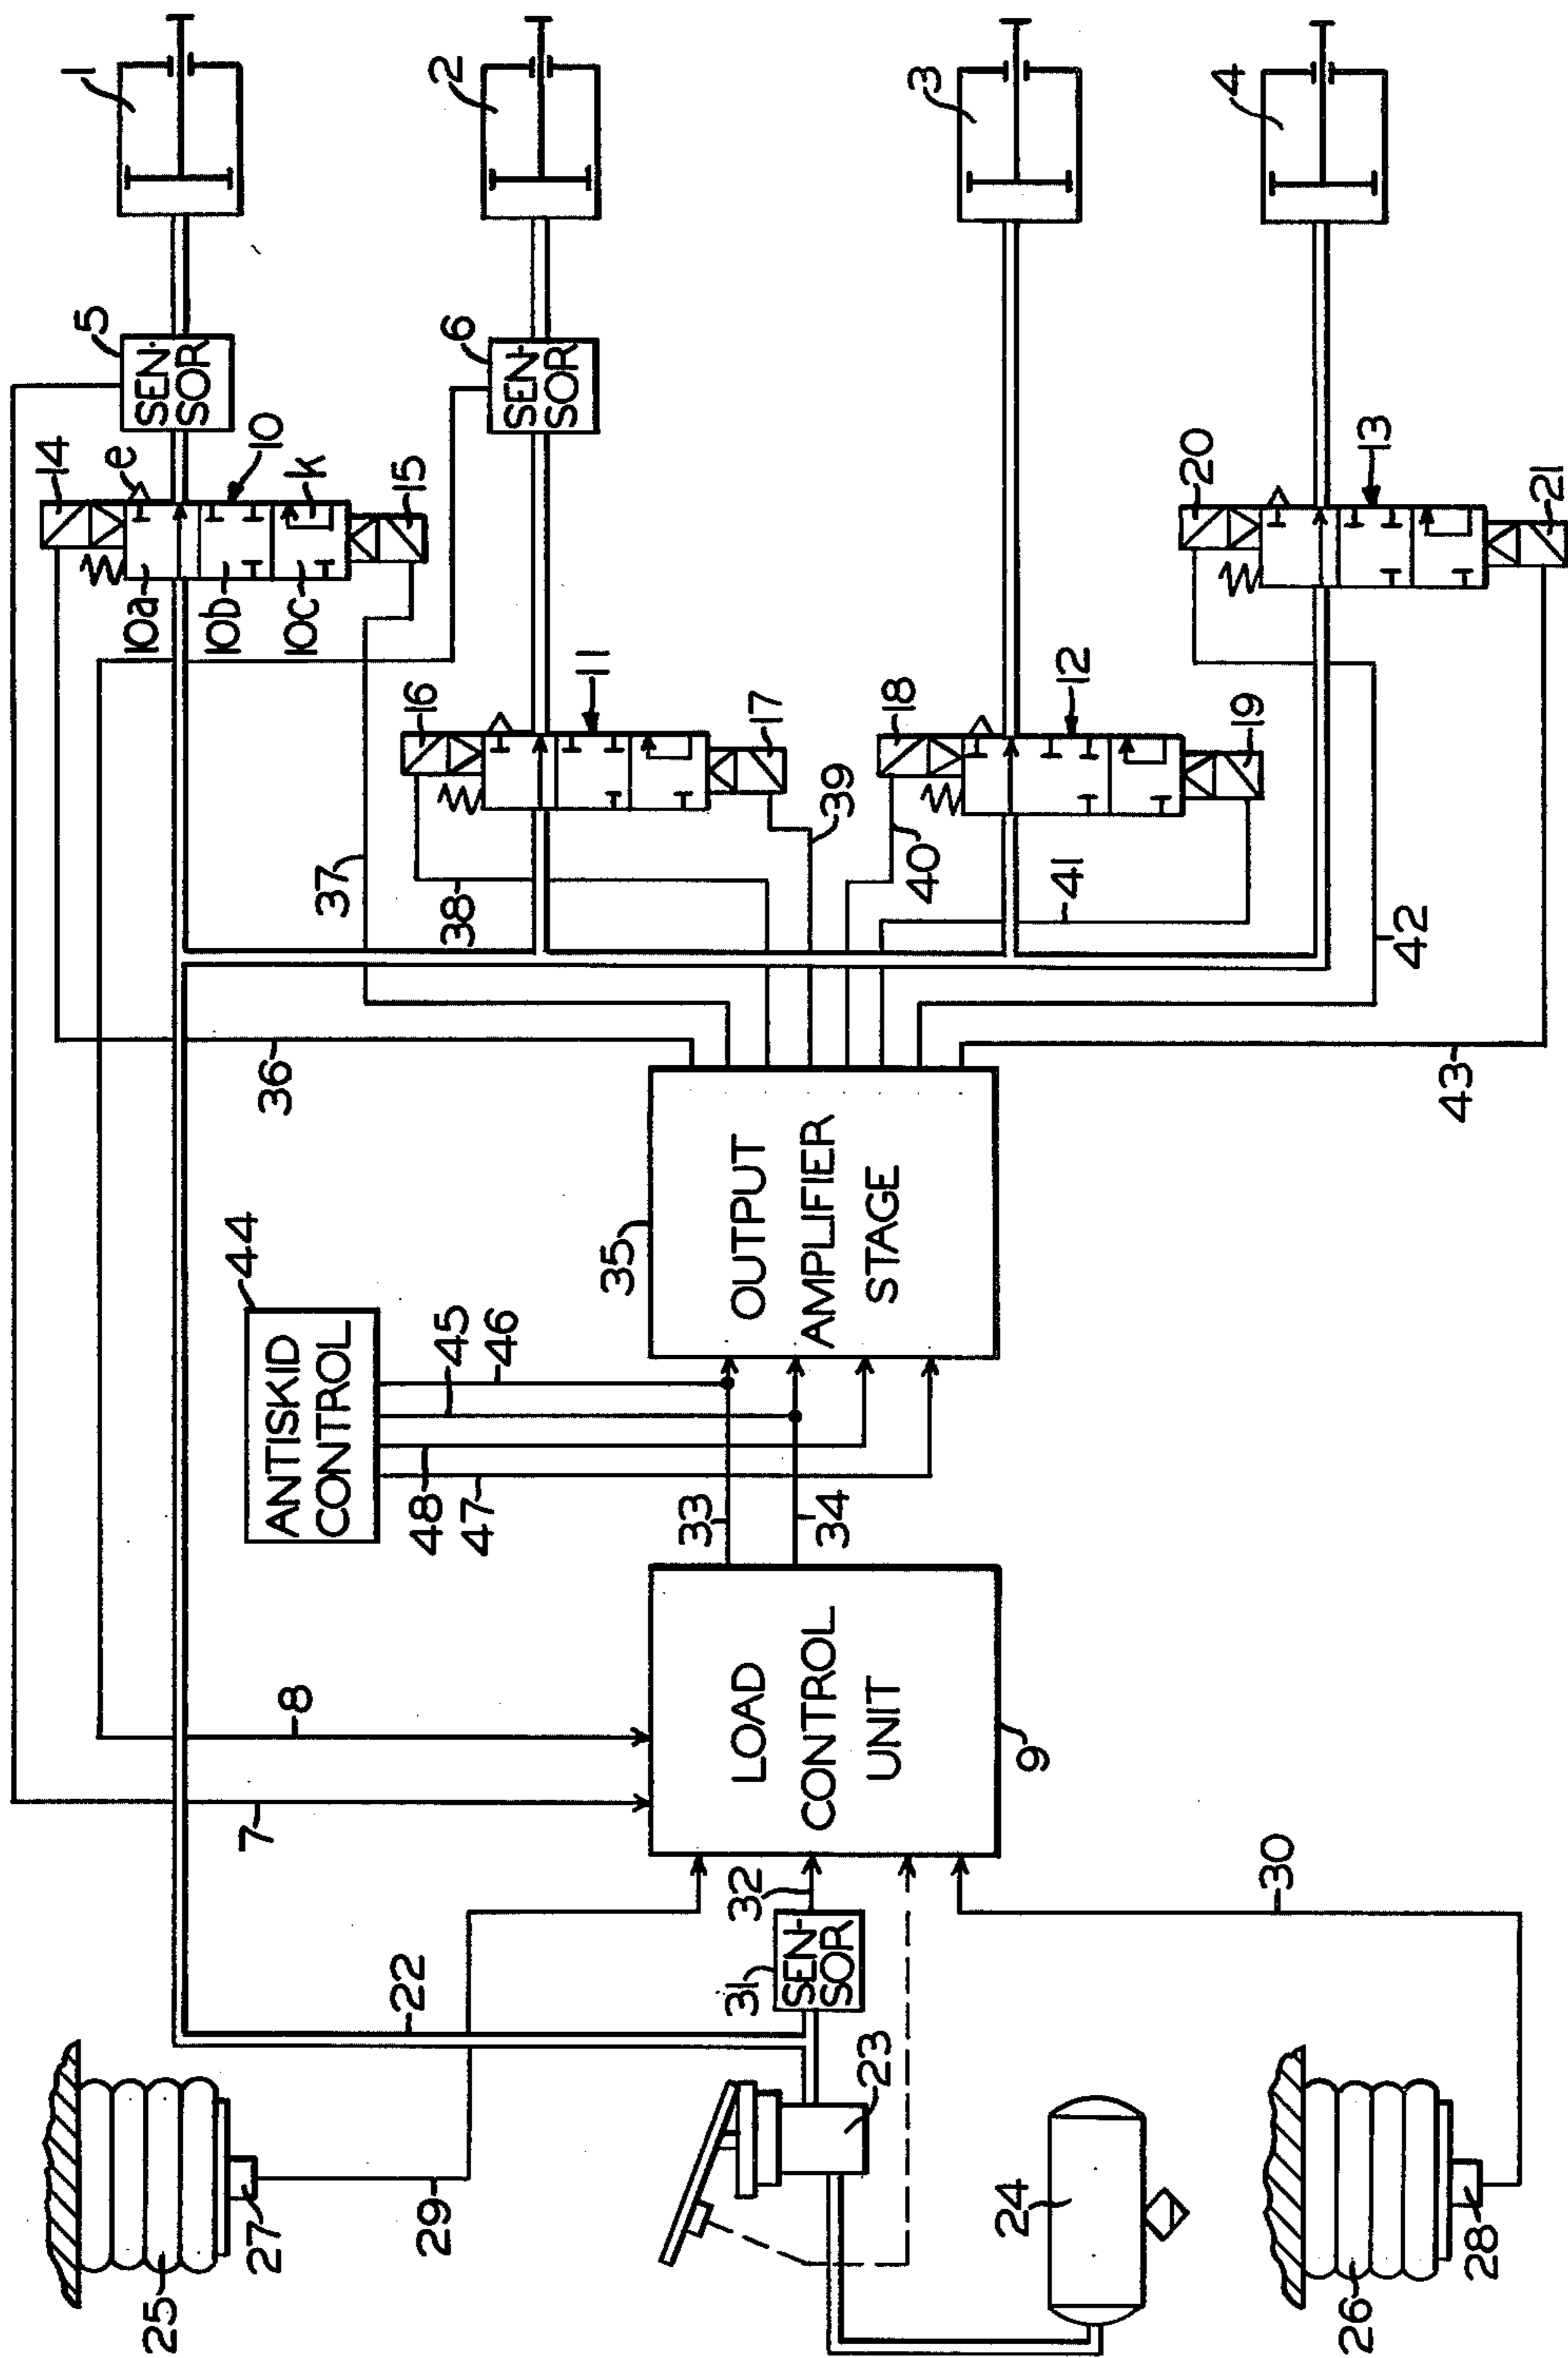 1
2
3
4
5
SEN-
SOR
6
SEN-
SOR
14
e
10
k
15
10a
10b
10c
16
11
17
18
12
19
20
13
21
37
38
39
40
41
42
36
43
35
OUTPUT
AMPLIFIER
STAGE
44
ANTISKID
CONTROL
45
46
48
47
33
34
LOAD
CONTROL
UNIT
9
8
7
32
31
SEN-
SOR
30
22
23
24
25
27
29
26
28